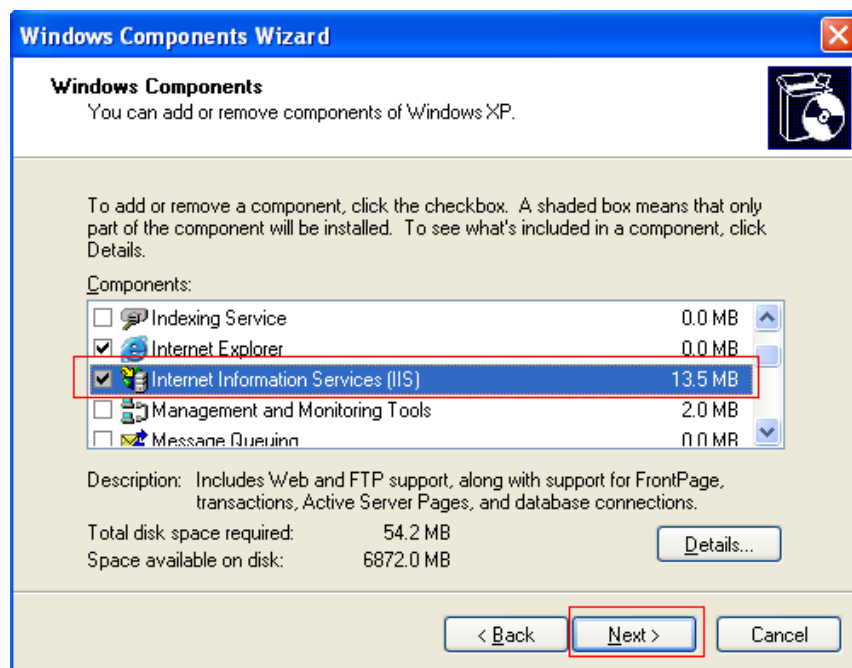 Windows Components Wizard
Windows Components
You can add or remove components of Windows XP.
To add or remove a component, click the checkbox. A shaded box means that only
part of the component will be installed. To see what's included in a component, click
Details.
Components:
Indexing Service 0.0 MB
Internet Explorer 0.0 MB
Internet Information Services (IIS) 13.5 MB
Management and Monitoring Tools 2.0 MB
Message Queuing 0.0 MB
Description: Includes Web and FTP support, along with support for FrontPage,
transactions, Active Server Pages, and database connections.
Total disk space required: 54.2 MB
Space available on disk: 6872.0 MB
Details...
< Back Next > Cancel